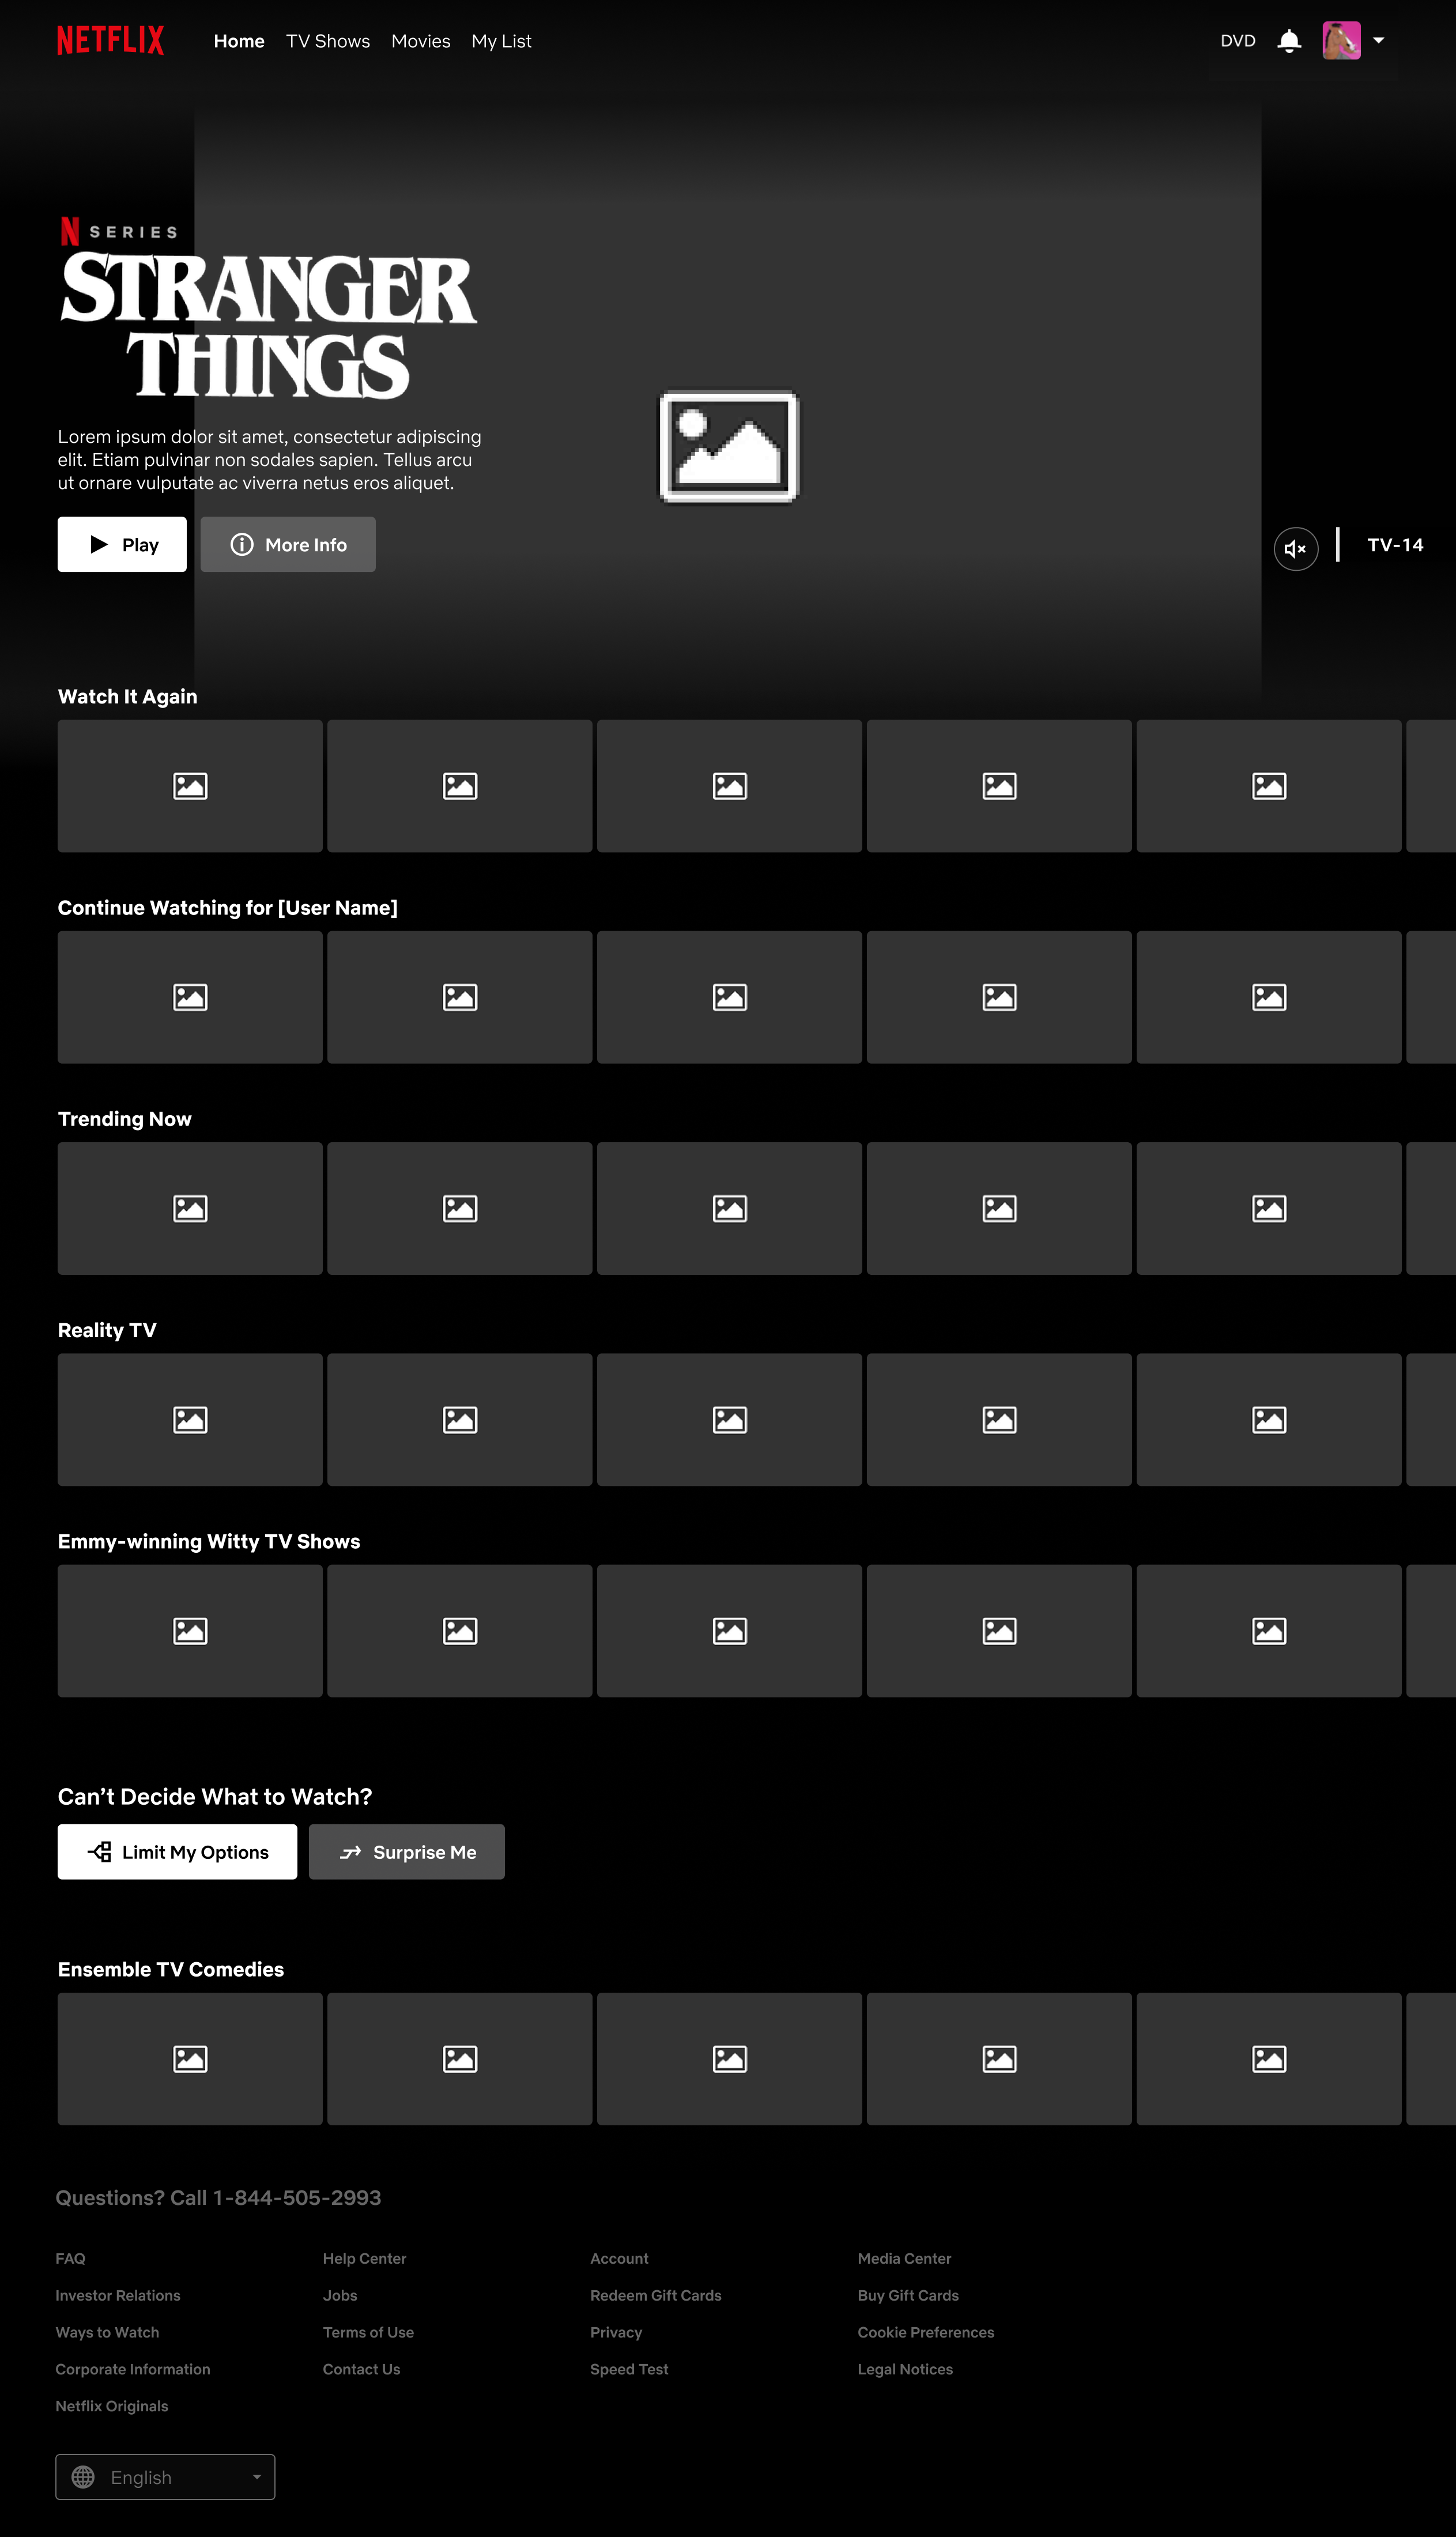 NETFLIX
Home TV Shows Movies My List
DVD
N SERIES
STRANGER
THINGS
Lorem ipsum dolor sit amet, consectetur adipiscing
elit. Etiam pulvinar non sodales sapien. Tellus arcu
ut ornare vulputate ac viverra netus eros aliquet.
Play More Info
TV-14
Watch It Again
Continue Watching for [User Name]
Trending Now
Reality TV
Emmy-winning Witty TV Shows
Can’t Decide What to Watch?
Limit My Options Surprise Me
Ensemble TV Comedies
Questions? Call 1-844-505-2993
FAQ Help Center Account Media Center
Investor Relations Jobs Redeem Gift Cards Buy Gift Cards
Ways to Watch Terms of Use Privacy Cookie Preferences
Corporate Information Contact Us Speed Test Legal Notices
Netflix Originals
English